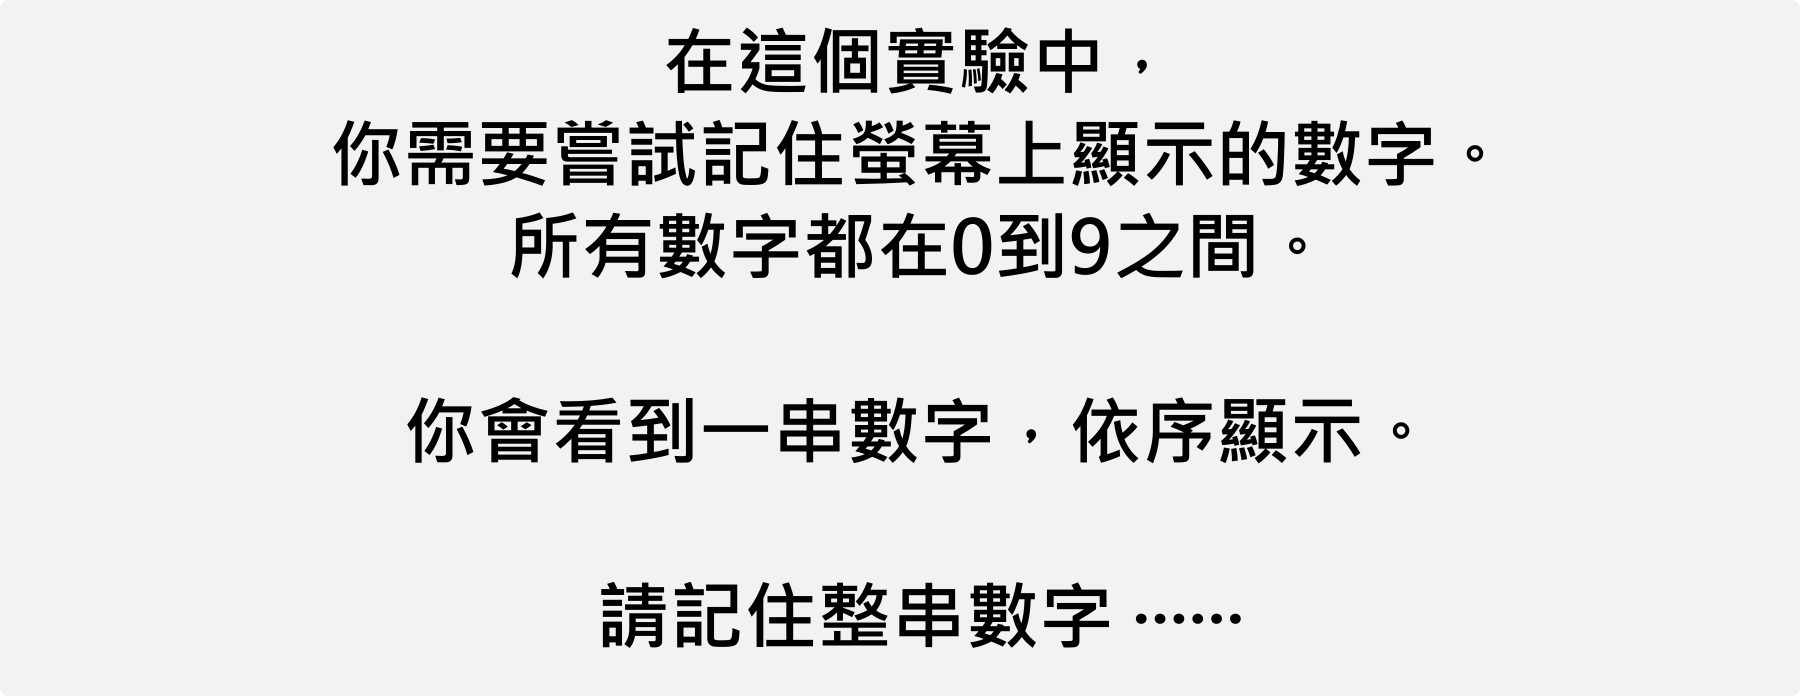 在這個實驗中，
你需要嘗試記住螢幕上顯示的數字。
所有數字都在0到9之間。
你會看到一串數字，依序顯示。
請記住整串數字 ⋯⋯